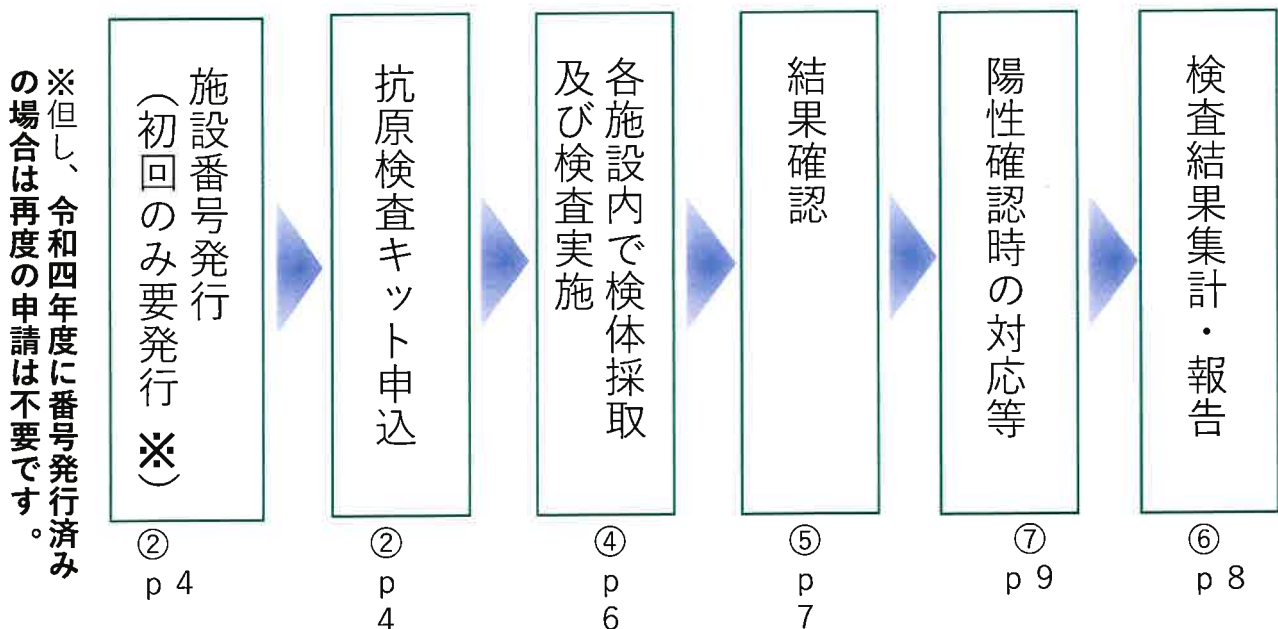 施設番号発行
（初回のみ要発行 ※）
② 
p 4
抗原検査キット申込
②
p
4
各施設内で検体採取
及び検査実施
④
p
6
結果確認
⑤
p
7
陽性確認時の対応等
⑦
p 9
検査結果集計・報告
⑥
p 8
※但し、令和四年度に番号発行済み
の場合は再度の申請は不要です。